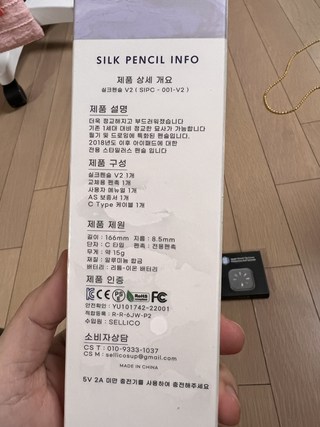 SILK PENCIL INFO
제품 상세 개요
실크펜슬 V2 ( SIPC - 001-V2 )
제품 설명
더욱 정교해지고 부드러워졌습니다
기존 1세대 대비 정교한 묘사가 가능합니다
필기 및 드로잉에 특화된 펜슬입니다.
2018년도 이후 아이패드에 대한
전용 스타일러스 펜슬 입니다
제품 구성
실크펜슬 V2 1개
교체용 펜촉 1개
사용자 메뉴얼 1개
AS 보증서 1개
C Type 케이블 1개
제품 제원
길이 : 166mm 지름 : 8.5mm
단자 : C 타입 펜촉 : 전용펜촉
무게 : 약 15g
재질 : 알루미늄 합금
배터리 : 리튬-이온 배터리
제품 인증
CE PS RoHS FC
안전확인 : YU101742-22001
적합등록 : R-R-6JW-P2
수입원 : SELLICO
소비자상담
CS T : 010-9333-1037
CS M : sellicosup@gmail.com
MADE IN CHINA
5V 2A 미만 충전기를 사용하여 충전해주세요